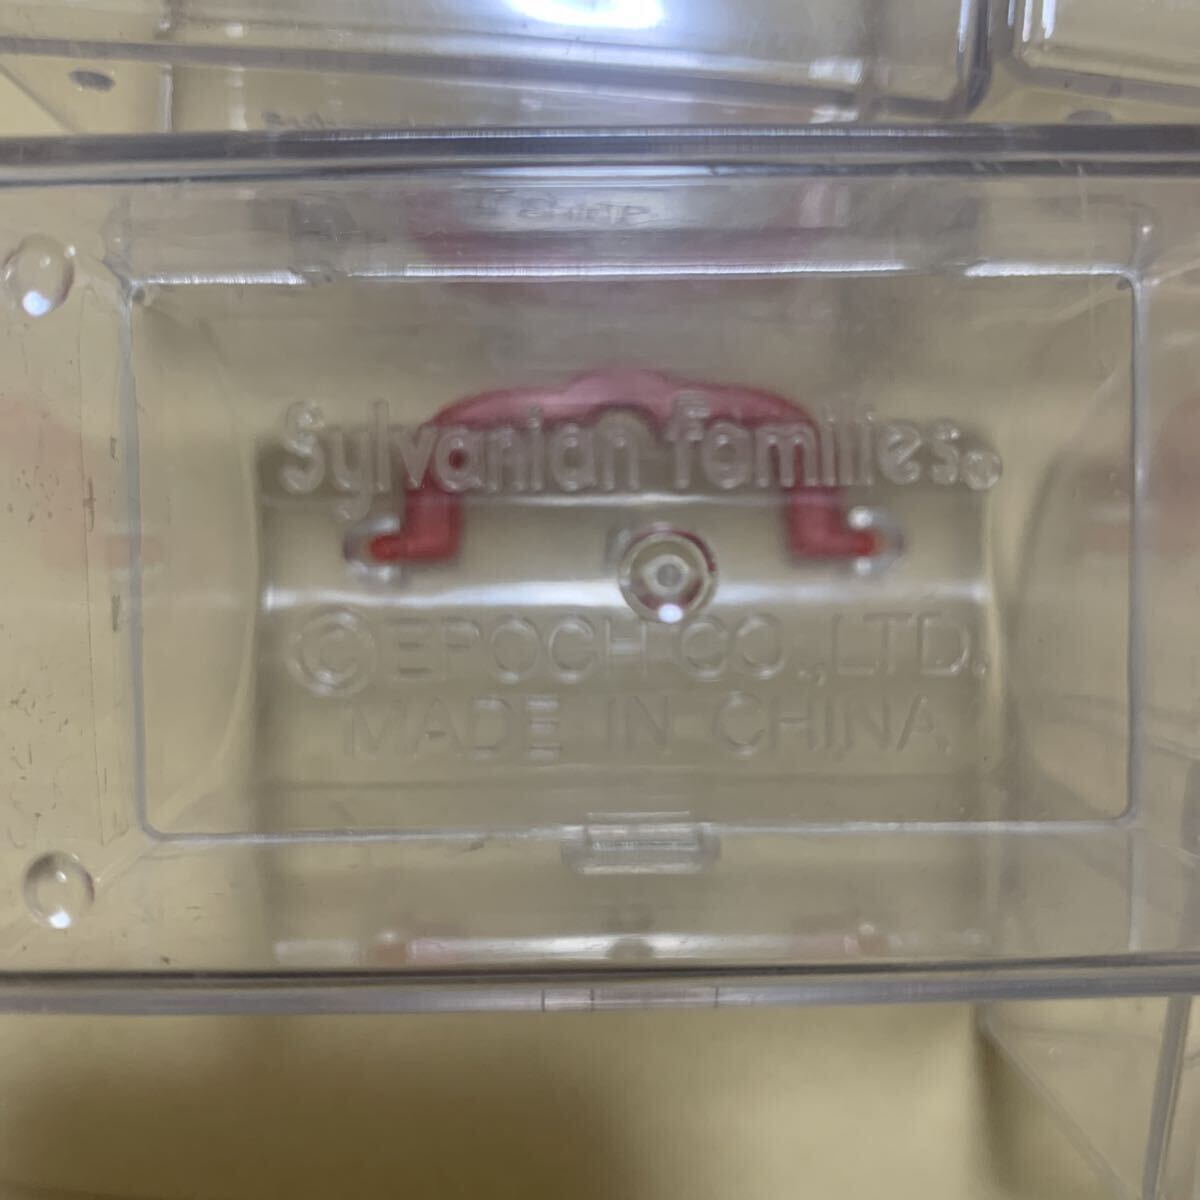 Sylvanian Families®
©EPOCH CO.,LTD.
MADE IN CHINA